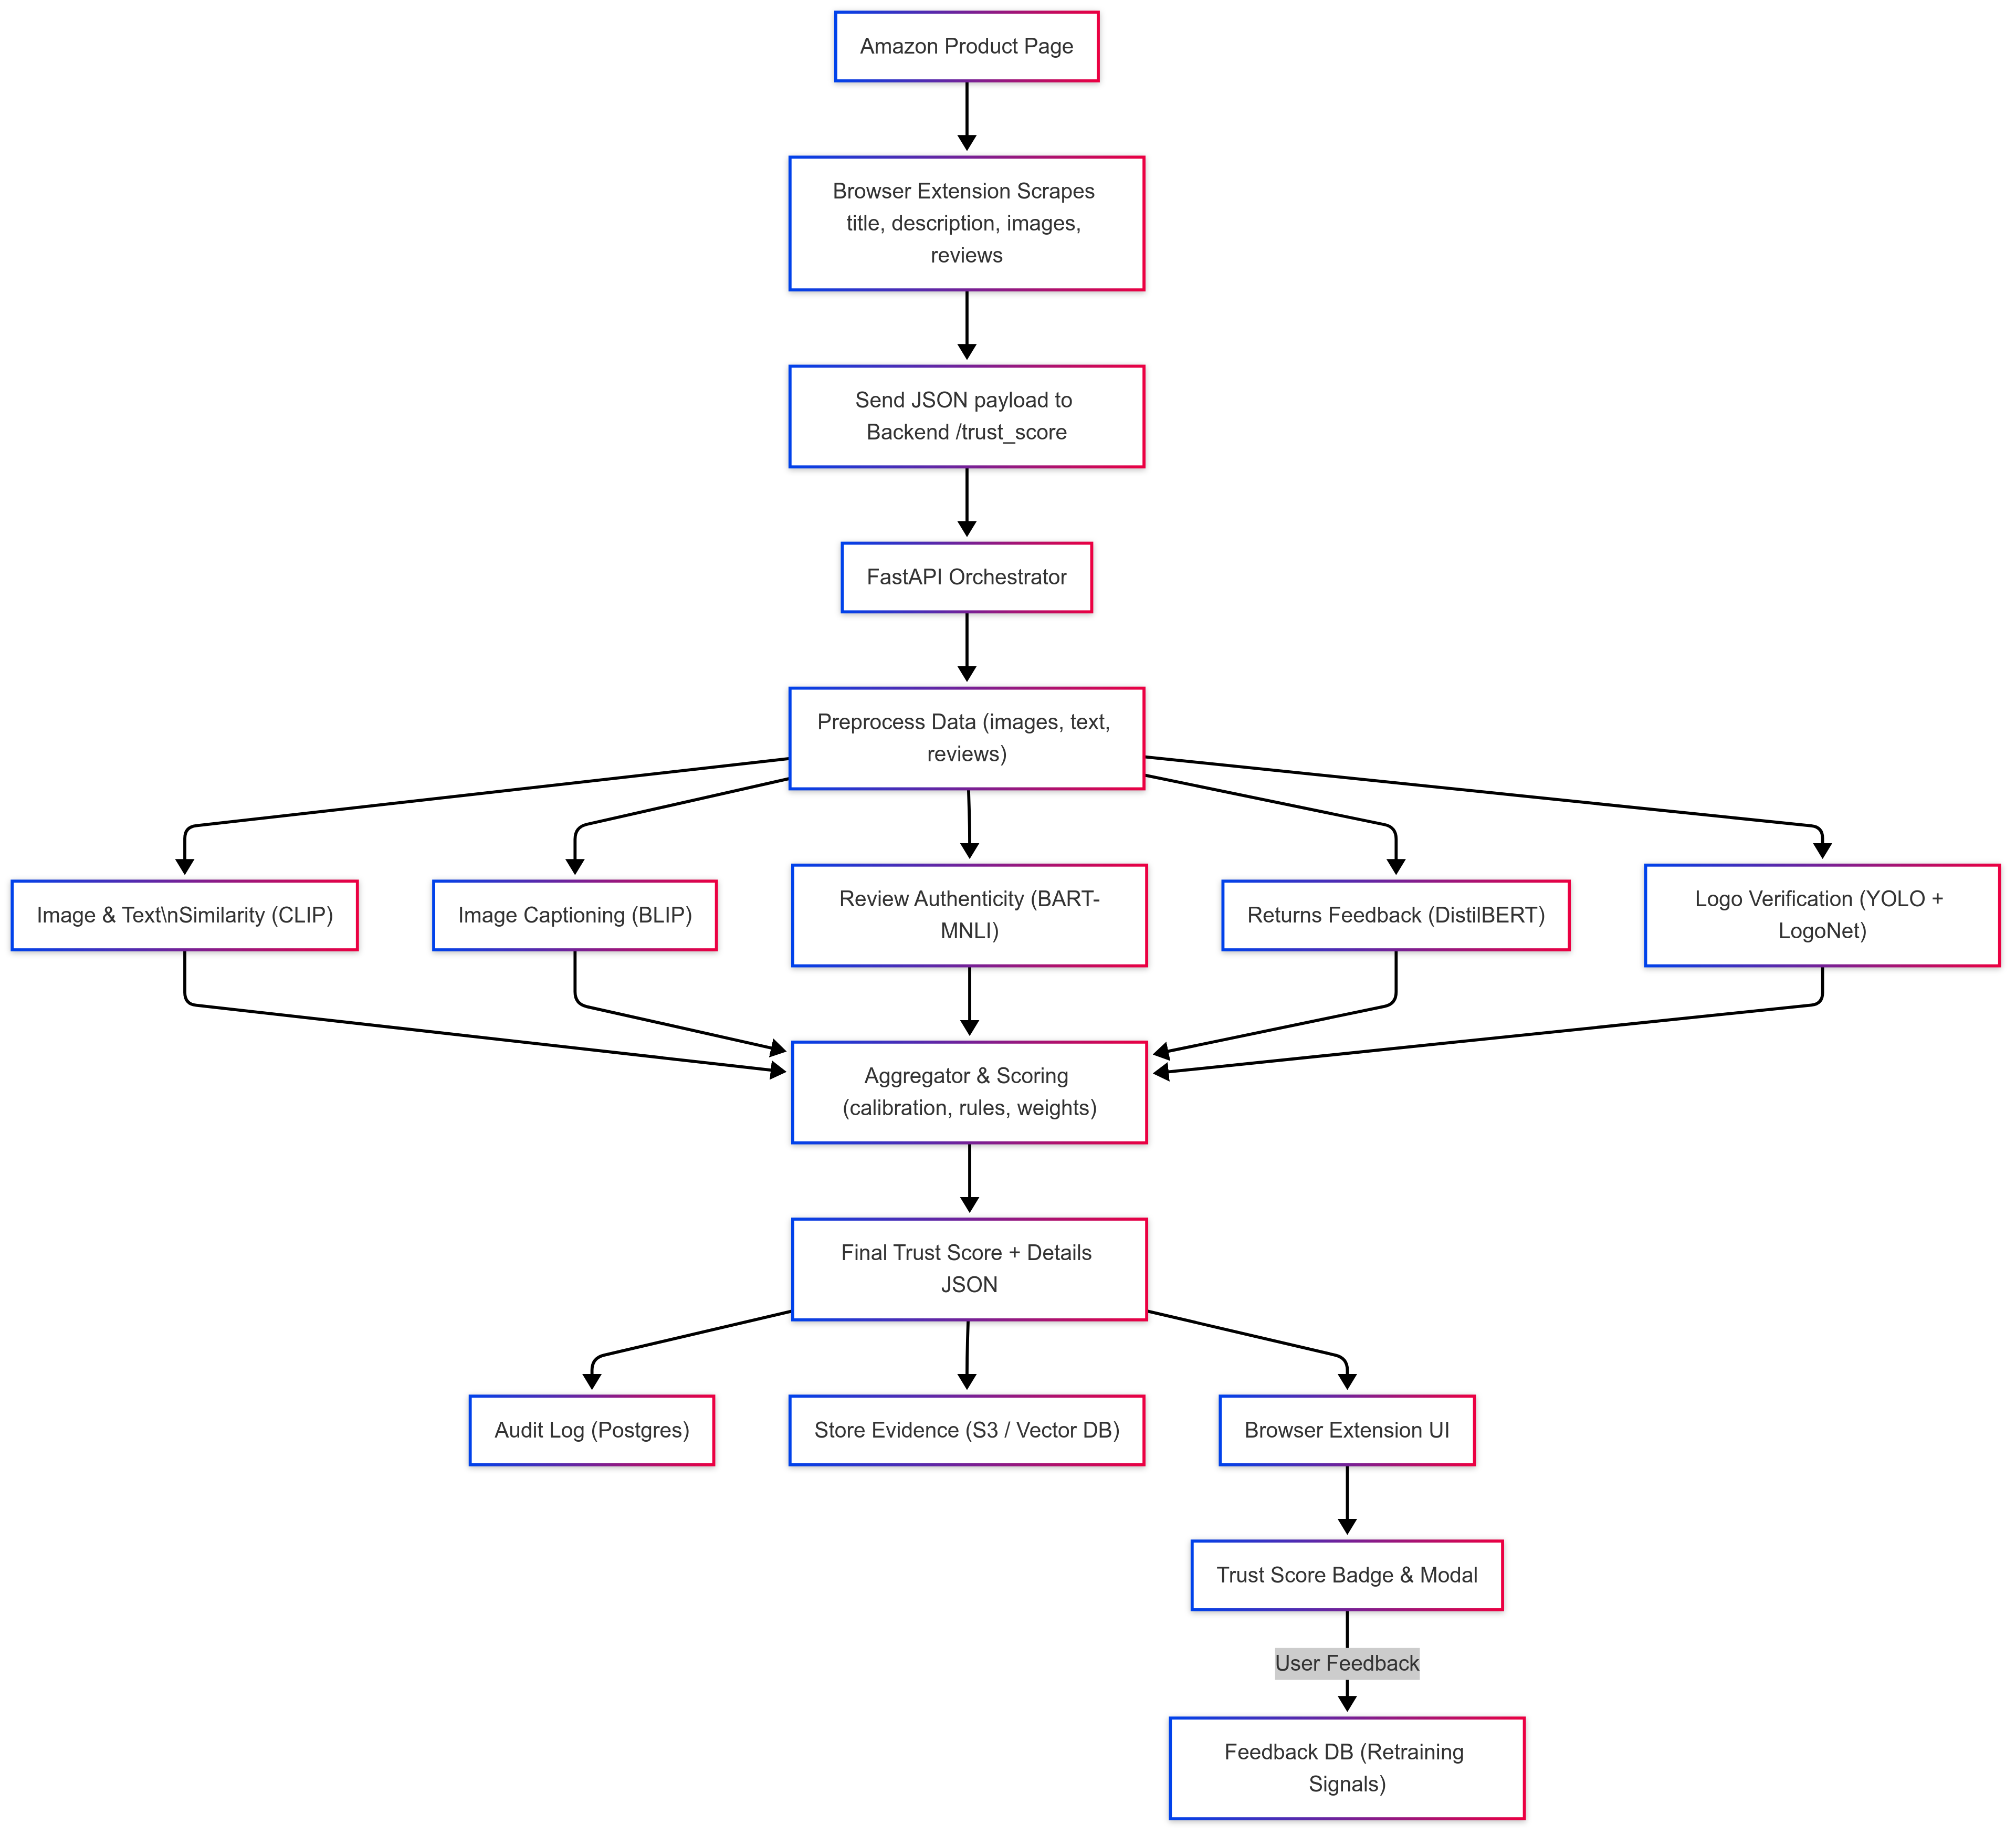 Amazon Product Page
Browser Extension Scrapes
title, description, images,
reviews
Send JSON payload to
Backend /trust_score
FastAPI Orchestrator
Preprocess Data (images, text,
reviews)
Image & Text\nSimilarity (CLIP)
Image Captioning (BLIP)
Review Authenticity (BART-
MNLI)
Returns Feedback (DistilBERT)
Logo Verification (YOLO +
LogoNet)
Aggregator & Scoring
(calibration, rules, weights)
Final Trust Score + Details
JSON
Audit Log (Postgres)
Store Evidence (S3 / Vector DB)
Browser Extension UI
Trust Score Badge & Modal
User Feedback
Feedback DB (Retraining
Signals)